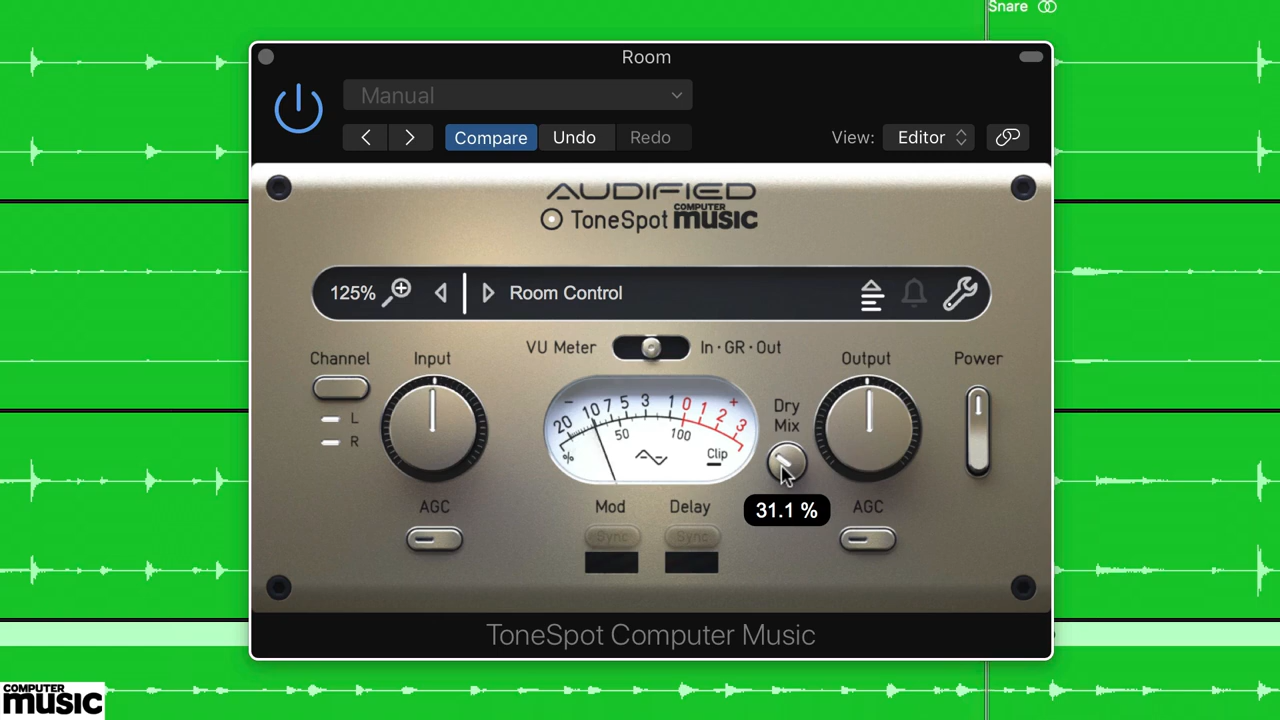 Snare
Room
Manual
Compare
Undo
Redo
View:
Editor
AUDIFIED
ToneSpot COMPUTER MUSIC
125%
Room Control
VU Meter
In · GR · Out
Channel
Input
Output
Power
L
R
- 20 10 7 5 3 1 0 1 2 3 +
% 50 100
Clip
Dry
Mix
31.1 %
AGC
Mod
Delay
AGC
Sync
Sync
ToneSpot Computer Music
COMPUTER
MUSIC